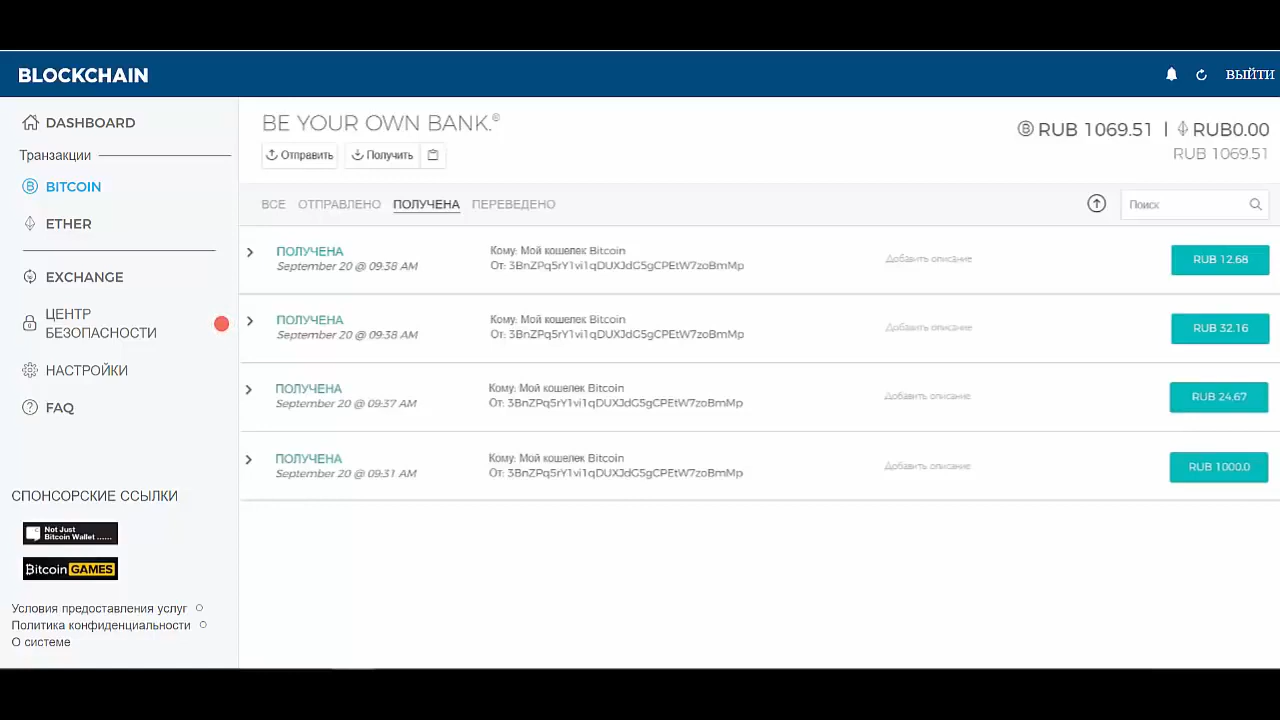 BLOCKCHAIN
ВЫЙТИ
DASHBOARD
Транзакции
BITCOIN
ETHER
EXCHANGE
ЦЕНТР
БЕЗОПАСНОСТИ
НАСТРОЙКИ
FAQ
СПОНСОРСКИЕ ССЫЛКИ
Not Just
Bitcoin Wallet ......
Bitcoin GAMES
Условия предоставления услуг
Политика конфиденциальности
О системе
BE YOUR OWN BANK.®
RUB 1069.51 | RUB0.00
RUB 1069.51
Отправить Получить
ВСЕ ОТПРАВЛЕНО ПОЛУЧЕНА ПЕРЕВЕДЕНО
Поиск
ПОЛУЧЕНА
September 20 @ 09:38 AM
Кому: Мой кошелек Bitcoin
От: 3BnZPq5rY1vi1qDUXJdG5gCPEtW7zoBmMp
Добавить описание
RUB 12.68
ПОЛУЧЕНА
September 20 @ 09:38 AM
Кому: Мой кошелек Bitcoin
От: 3BnZPq5rY1vi1qDUXJdG5gCPEtW7zoBmMp
Добавить описание
RUB 32.16
ПОЛУЧЕНА
September 20 @ 09:37 AM
Кому: Мой кошелек Bitcoin
От: 3BnZPq5rY1vi1qDUXJdG5gCPEtW7zoBmMp
Добавить описание
RUB 24.67
ПОЛУЧЕНА
September 20 @ 09:31 AM
Кому: Мой кошелек Bitcoin
От: 3BnZPq5rY1vi1qDUXJdG5gCPEtW7zoBmMp
Добавить описание
RUB 1000.0